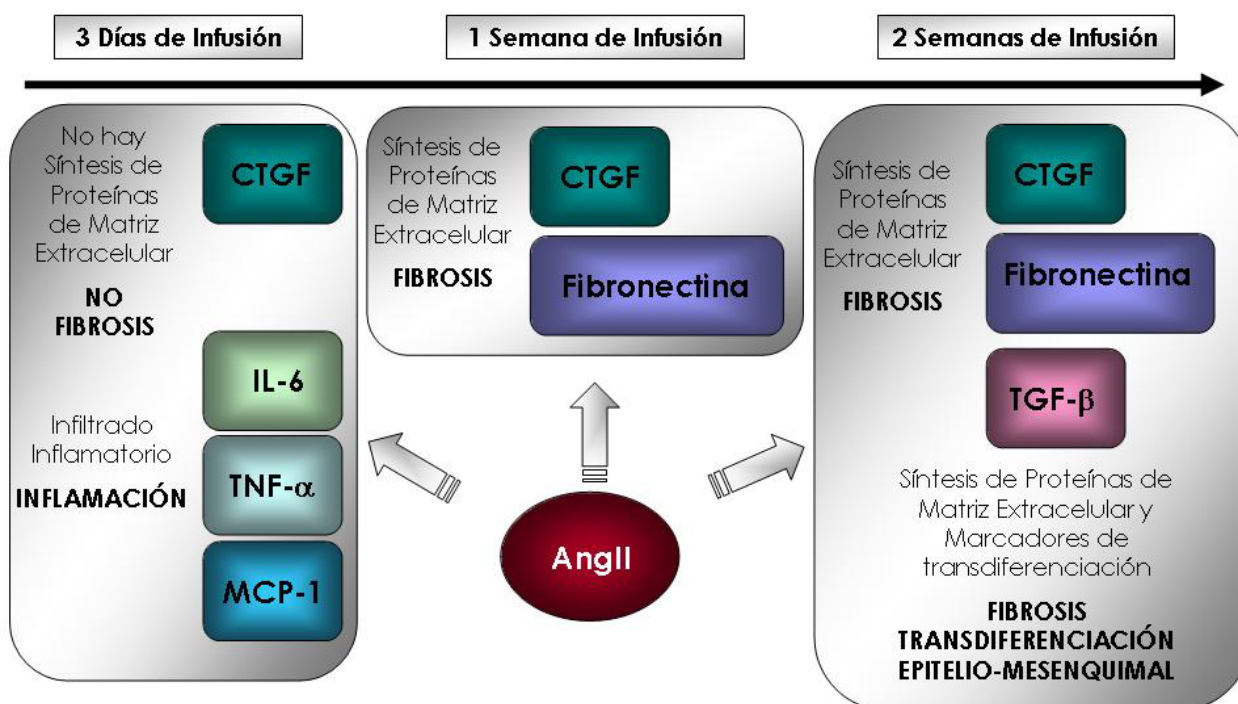 3 Días de Infusión
1 Semana de Infusión
2 Semanas de Infusión
No hay
Síntesis de
Proteínas
de Matriz
Extracelular
NO
FIBROSIS
CTGF
IL-6
Infiltrado
Inflamatorio
INFLAMACIÓN
TNF-α
MCP-1
Síntesis de
Proteínas
de Matriz
Extracelular
FIBROSIS
CTGF
Fibronectina
AngII
Síntesis de
Proteínas
de Matriz
Extracelular
FIBROSIS
CTGF
Fibronectina
TGF-β
Síntesis de Proteínas de
Matriz Extracelular y
Marcadores de
transdiferenciación
FIBROSIS
TRANSDIFERENCIACIÓN
EPITELIO-MESENQUIMAL